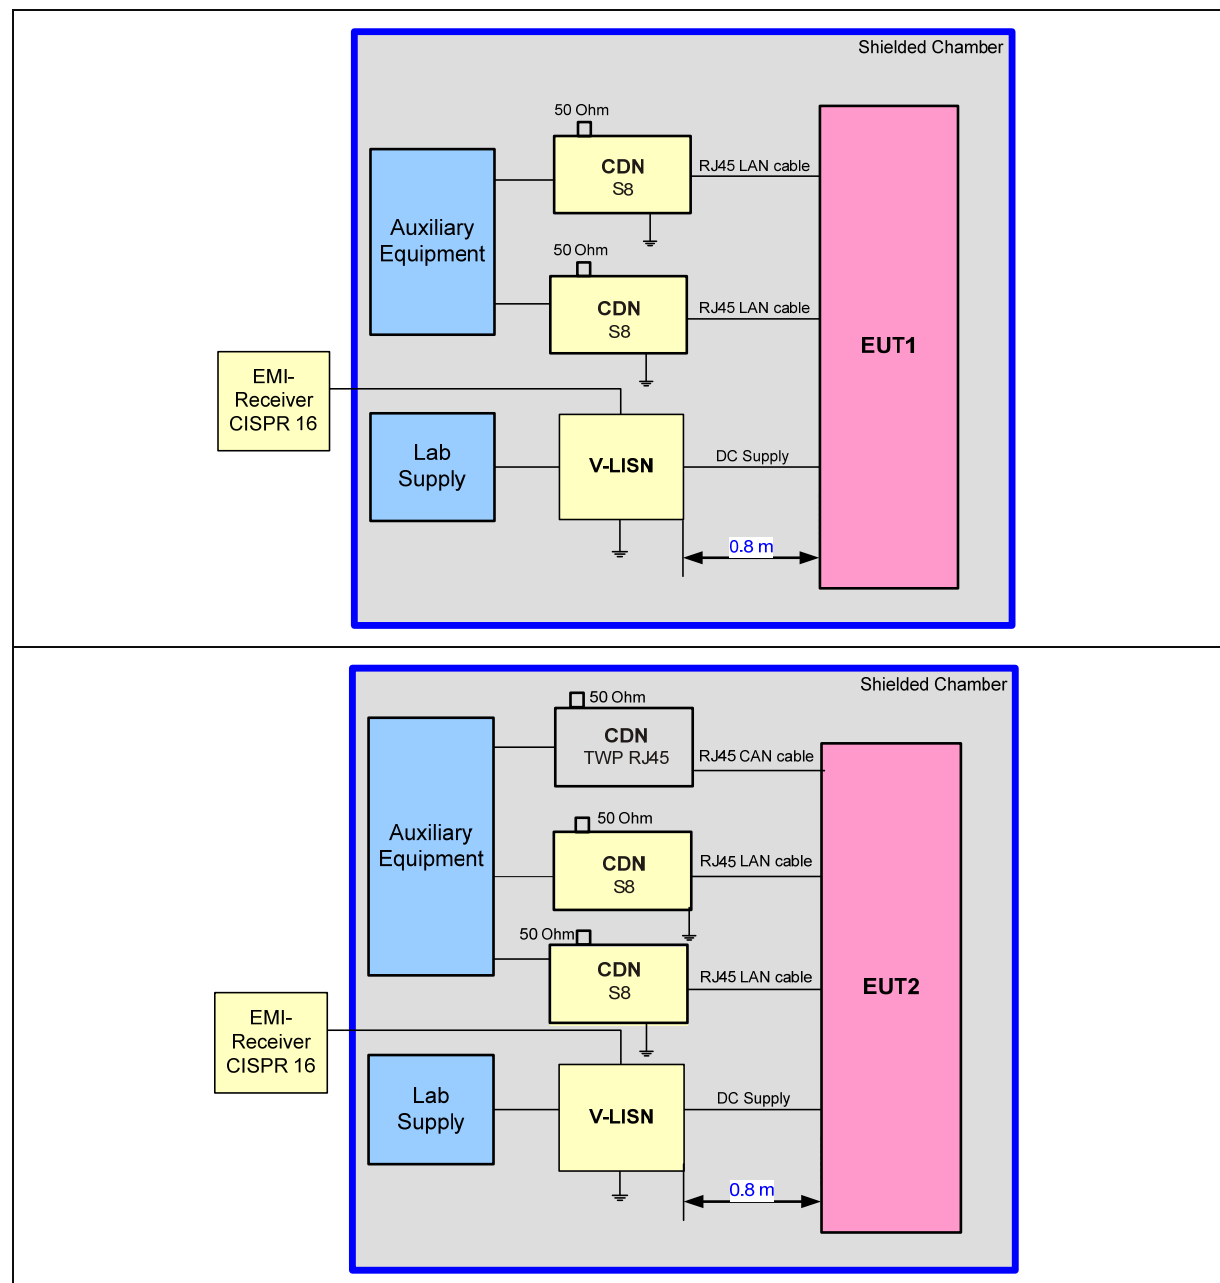 Shielded Chamber
50 Ohm
CDN
S8
RJ45 LAN cable
Auxiliary
Equipment
50 Ohm
CDN
S8
RJ45 LAN cable
EUT1
EMI-
Receiver
CISPR 16
Lab
Supply
V-LISN
DC Supply
0.8 m
Shielded Chamber
50 Ohm
CDN
TWP RJ45
RJ45 CAN cable
Auxiliary
Equipment
50 Ohm
CDN
S8
RJ45 LAN cable
50 Ohm
CDN
S8
RJ45 LAN cable
EUT2
EMI-
Receiver
CISPR 16
Lab
Supply
V-LISN
DC Supply
0.8 m